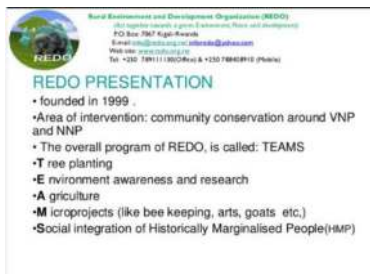 Rural Environment and Development Organization (REDO)
P.O Box 7967 Kigali-Rwanda
REDO
REDO PRESENTATION
• founded in 1999 .
•Area of intervention: community conservation around VNP
and NNP
• The overall program of REDO, is called: TEAMS
•T ree planting
•E nvironment awareness and research
•A griculture
•M icroprojects (like bee keeping, arts, goats etc,)
•Social integration of Historically Marginalised People(HMP)